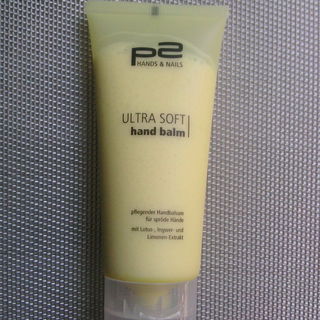 p2
HANDS & NAILS
ULTRA SOFT
hand balm
pflegender Handbalsam
für spröde Hände
mit Lotus-, Ingwer- und
Limonen-Extrakt